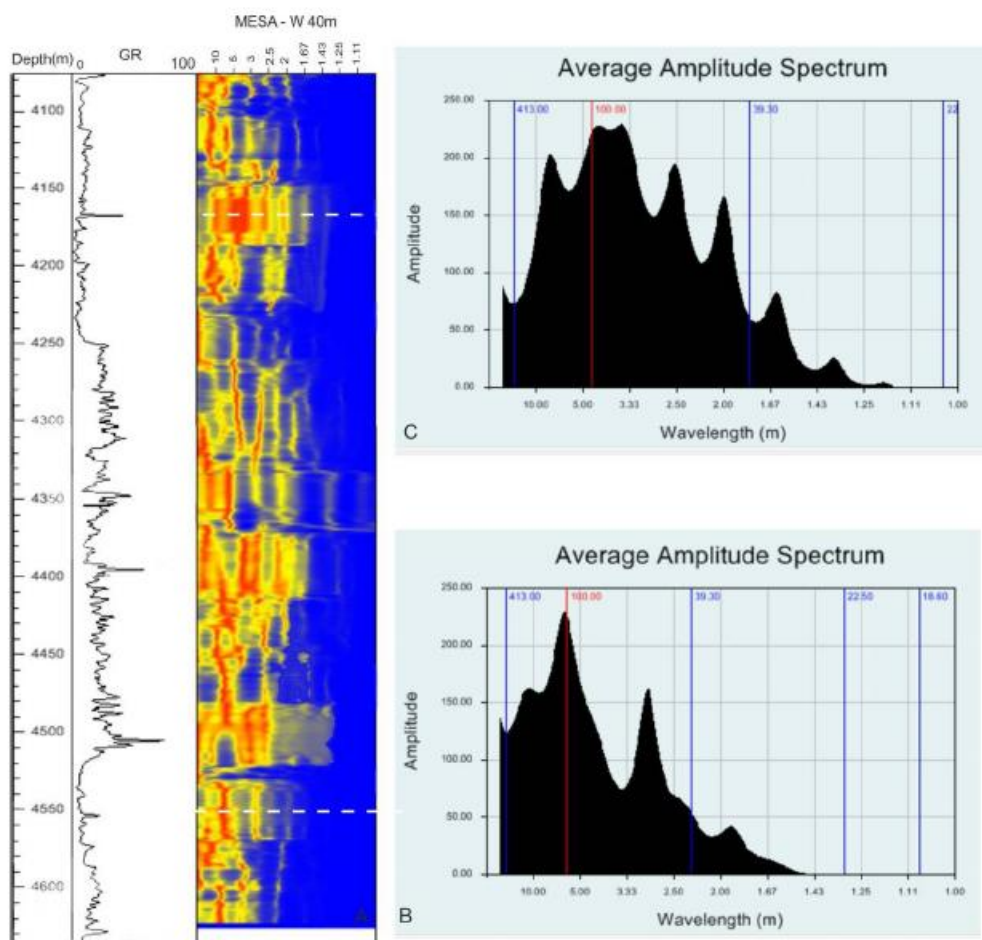 MESA - W 40m
Depth(m) 0 GR 100 10 5 3 2.5 2 1.67 1.43 1.25 1.11
4100
4150
4200
4250
4300
4350
4400
4450
4500
4550
4600
A
Average Amplitude Spectrum
413.00 100.00 39.30 22
250.00
200.00
150.00
100.00
50.00
0.00
Amplitude
10.00 5.00 3.33 2.50 2.00 1.67 1.43 1.25 1.11 1.00
C Wavelength (m)
Average Amplitude Spectrum
413.00 100.00 39.30 22.50 18.60
250.00
200.00
150.00
100.00
50.00
0.00
Amplitude
10.00 5.00 3.33 2.50 2.00 1.67 1.43 1.25 1.11 1.00
B Wavelength (m)